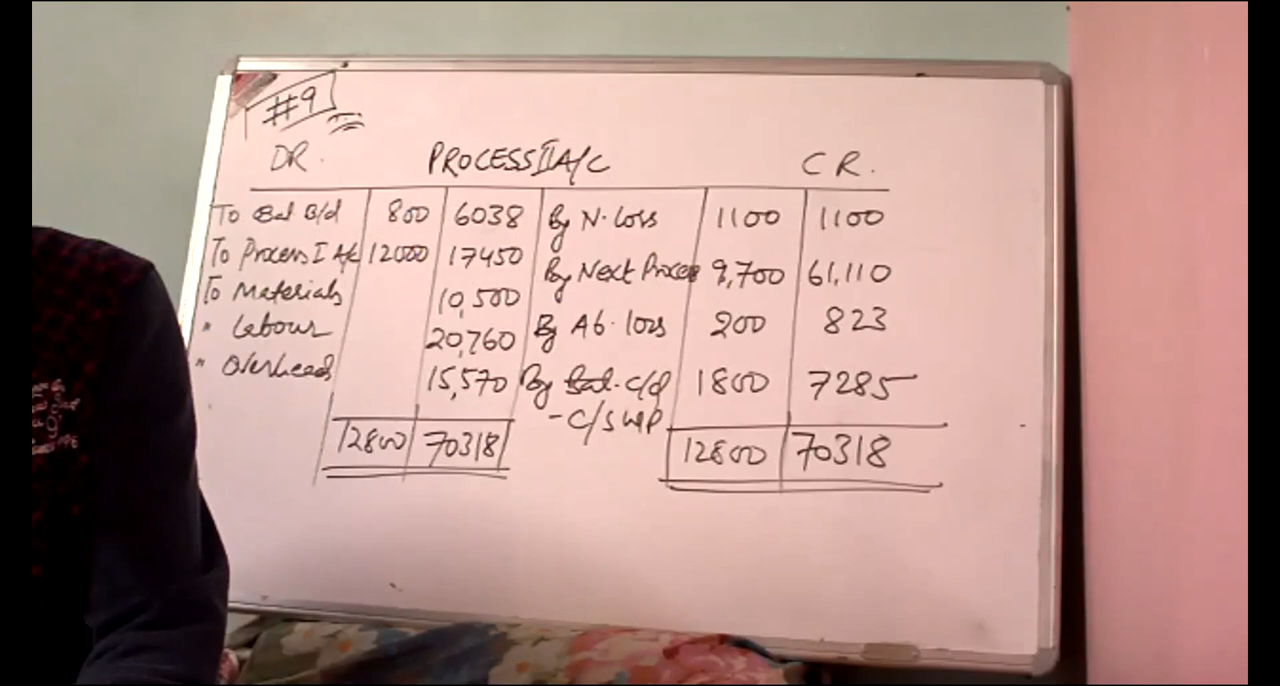 #9
DR. PROCESS II A/C CR.
To Bal B/d 800 6038 By N. Loss 1100 1100
To Process I A/c 12000 17450 By Next Process 9,700 61,110
To Materials 10,500 By Ab. loss 200 823
" Labour 20,760 By Bal. C/d 1800 7285
" Overheads 15,570 - C/S WIP
12800 70318 12800 70318